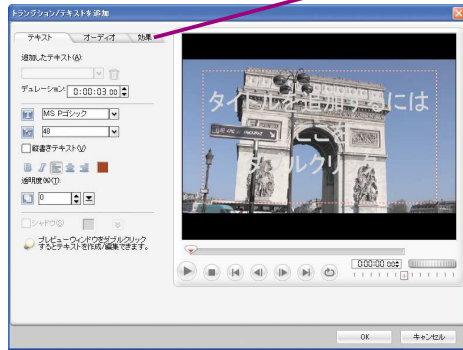 トランジション/テキストを追加
テキスト オーディオ 効果
追加したテキスト(A):
デュレーション: 0:00:03.00
MS Pゴシック
48
縦書きテキスト(V)
B I
透明度(%)(T):
0
シャドウ(S)
プレビューウィンドウをダブルクリック
するとテキストを作成/編集できます。
タイトルを追加するには
ここを
ダブルクリック
0:00:00.00
OK キャンセル